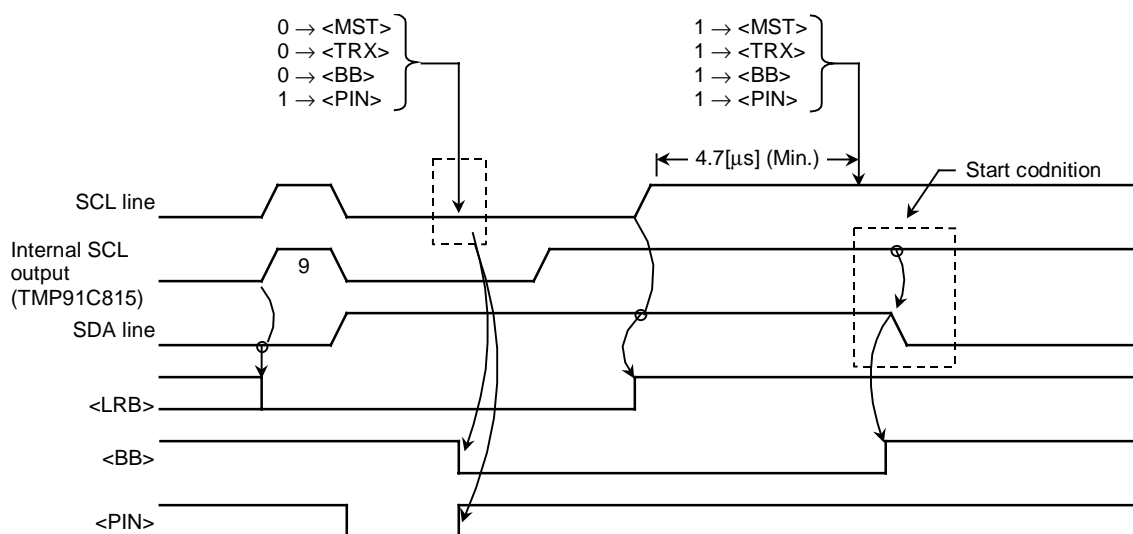 0 → <MST>
0 → <TRX>
0 → <BB>
1 → <PIN>
1 → <MST>
1 → <TRX>
1 → <BB>
1 → <PIN>
4.7[μs] (Min.)
Start codnition
SCL line
Internal SCL
output
(TMP91C815)
9
SDA line
<LRB>
<BB>
<PIN>